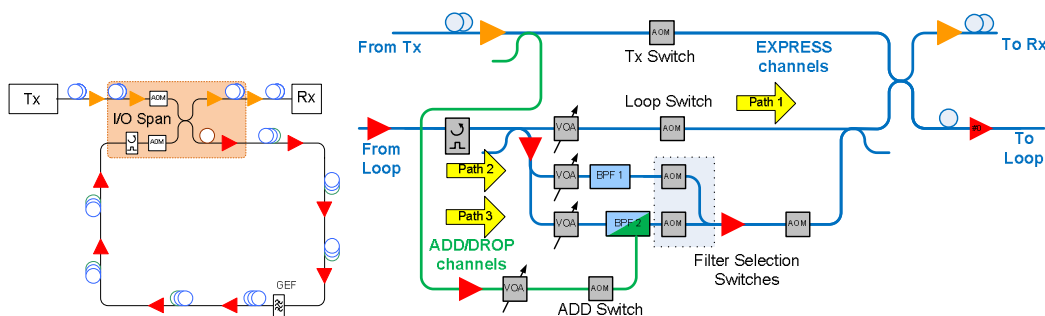 Tx
AOM
Rx
I/O Span
AOM
GEF
From Tx
AOM
Tx Switch
EXPRESS
channels
To Rx
Loop Switch
Path 1
VOA
AOM
From
Loop
To
Loop
Path 2
VOA
BPF 1
AOM
Path 3
VOA
BPF 2
AOM
AOM
ADD/DROP
channels
Filter Selection
Switches
VOA
AOM
ADD Switch